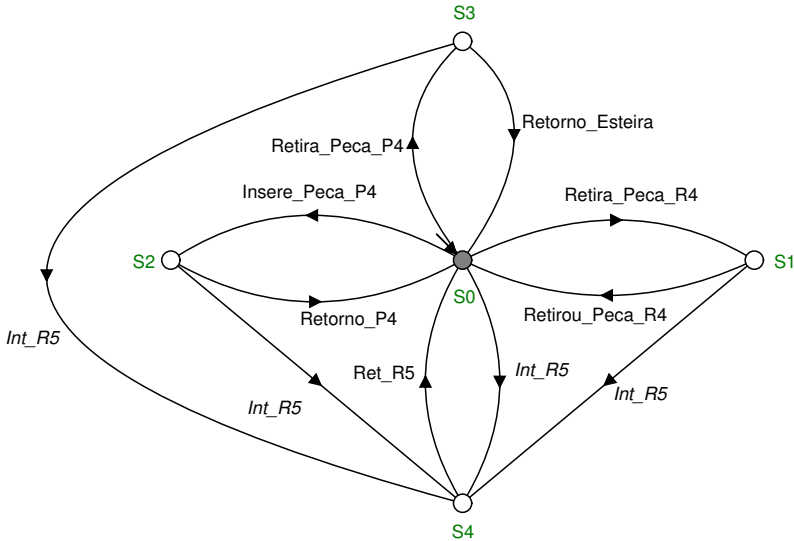 S3
Retorno_Esteira
Retira_Peca_P4
Insere_Peca_P4
Retira_Peca_R4
S2
S1
S0
Retorno_P4
Retirou_Peca_R4
Int_R5
Ret_R5
Int_R5
Int_R5
Int_R5
S4